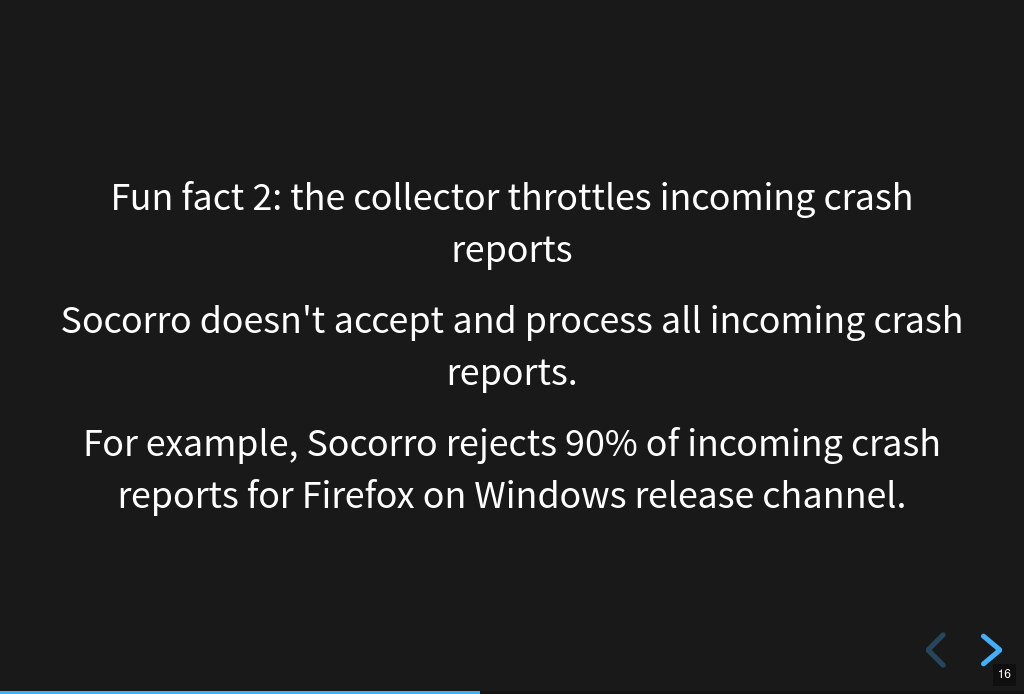 Fun fact 2: the collector throttles incoming crash
reports
Socorro doesn't accept and process all incoming crash
reports.
For example, Socorro rejects 90% of incoming crash
reports for Firefox on Windows release channel.
16